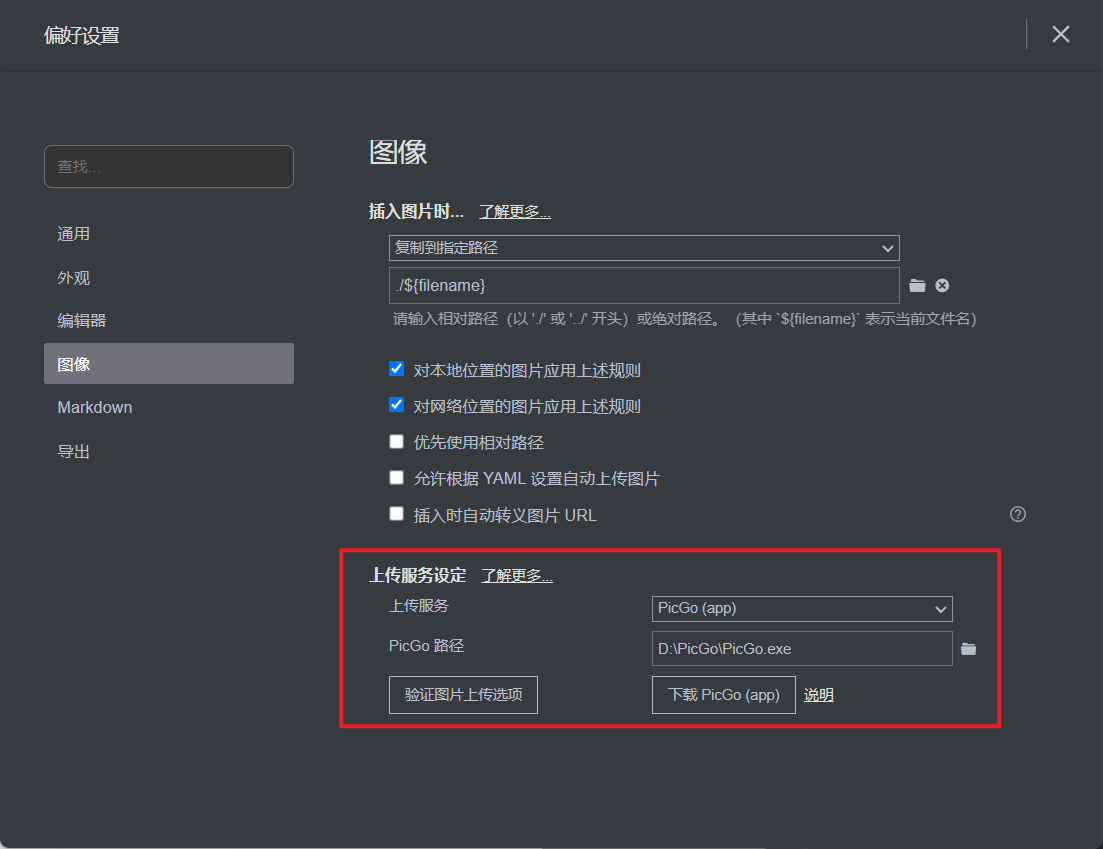 偏好设置
查找...
通用
外观
编辑器
图像
Markdown
导出
图像
插入图片时... 了解更多...
复制到指定路径
./${filename}
请输入相对路径（以 './' 或 '../' 开头）或绝对路径。（其中 `${filename}` 表示当前文件名）
对本地位置的图片应用上述规则
对网络位置的图片应用上述规则
优先使用相对路径
允许根据 YAML 设置自动上传图片
插入时自动转义图片 URL
上传服务设定 了解更多...
上传服务 PicGo (app)
PicGo 路径 D:\PicGo\PicGo.exe
验证图片上传选项 下载 PicGo (app) 说明